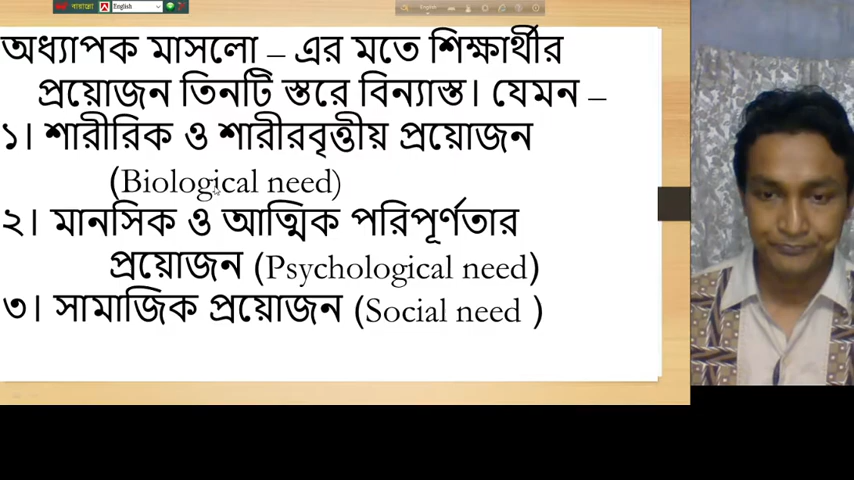 English
English
অধ্যাপক মাসলো – এর মতে শিক্ষার্থীর
প্রয়োজন তিনটি স্তরে বিন্যাস্ত। যেমন –
১। শারীরিক ও শারীরবৃত্তীয় প্রয়োজন
(Biological need)
২। মানসিক ও আত্মিক পরিপূর্ণতার
প্রয়োজন (Psychological need)
৩। সামাজিক প্রয়োজন (Social need )